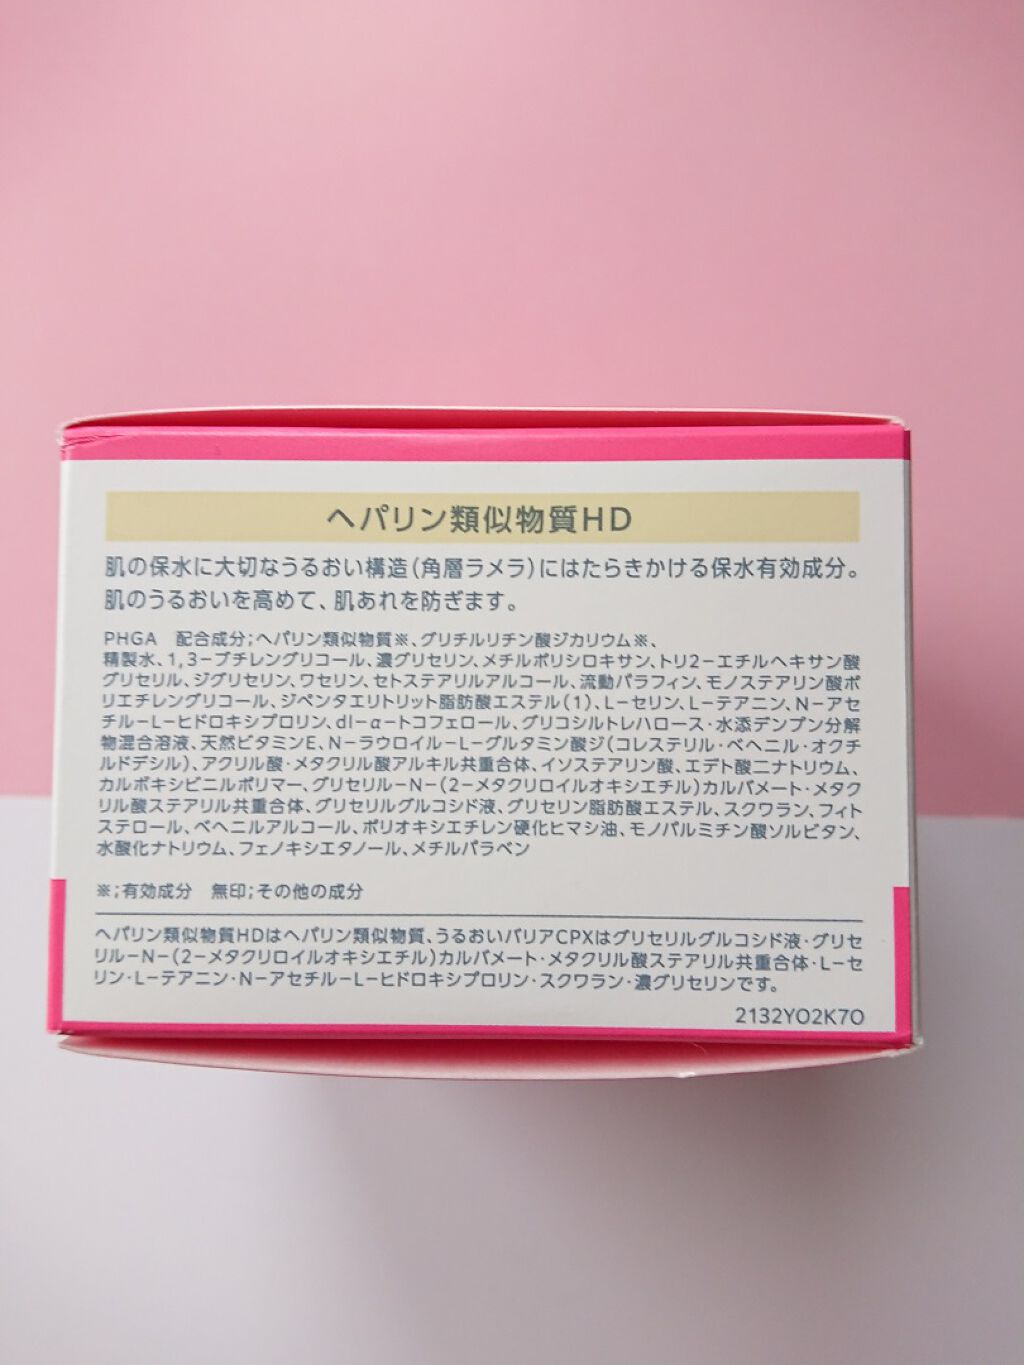 ヘパリン類似物質HD
肌の保水に大切なうるおい構造(角層ラメラ)にはたらきかける保水有効成分。
肌のうるおいを高めて、肌あれを防ぎます。
PHGA 配合成分;ヘパリン類似物質※、グリチルリチン酸ジカリウム※、
精製水、1,3-ブチレングリコール、濃グリセリン、メチルポリシロキサン、トリ2-エチルヘキサン酸
グリセリル、ジグリセリン、ワセリン、セトステアリルアルコール、流動パラフィン、モノステアリン酸ポ
リエチレングリコール、ジペンタエリトリット脂肪酸エステル(1)、L-セリン、L-テアニン、N-アセ
チル-L-ヒドロキシプロリン、dl-α-トコフェロール、グリコシルトレハロース・水添デンプン分解
物混合溶液、天然ビタミンE、N-ラウロイル-L-グルタミン酸ジ(コレステリル・ベヘニル・オクチ
ルドデシル)、アクリル酸・メタクリル酸アルキル共重合体、イソステアリン酸、エデト酸二ナトリウム、
カルボキシビニルポリマー、グリセリル-N-(2-メタクリロイルオキシエチル)カルバメート・メタク
リル酸ステアリル共重合体、グリセリルグルコシド液、グリセリン脂肪酸エステル、スクワラン、フィト
ステロール、ベヘニルアルコール、ポリオキシエチレン硬化ヒマシ油、モノパルミチン酸ソルビタン、
水酸化ナトリウム、フェノキシエタノール、メチルパラベン
※;有効成分 無印;その他の成分
ヘパリン類似物質HDはヘパリン類似物質、うるおいバリアCPXはグリセリルグルコシド液・グリセ
リル-N-(2-メタクリロイルオキシエチル)カルバメート・メタクリル酸ステアリル共重合体・L-セ
リン・L-テアニン・N-アセチル-L-ヒドロキシプロリン・スクワラン・濃グリセリンです。
2132YO2K7O